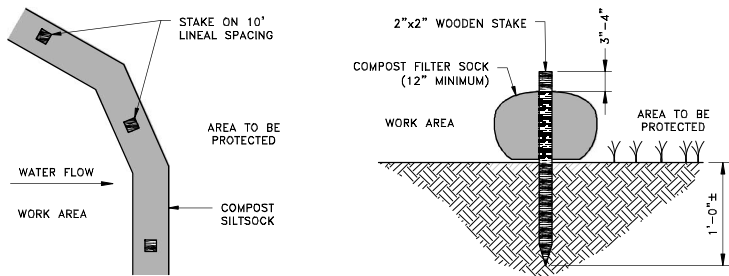 STAKE ON 10'
LINEAL SPACING
AREA TO BE
PROTECTED
WATER FLOW
WORK AREA
COMPOST
SILTSOCK
2"x2" WOODEN STAKE
3"-4"
COMPOST FILTER SOCK
(12" MINIMUM)
WORK AREA
AREA TO BE
PROTECTED
1'-0"±